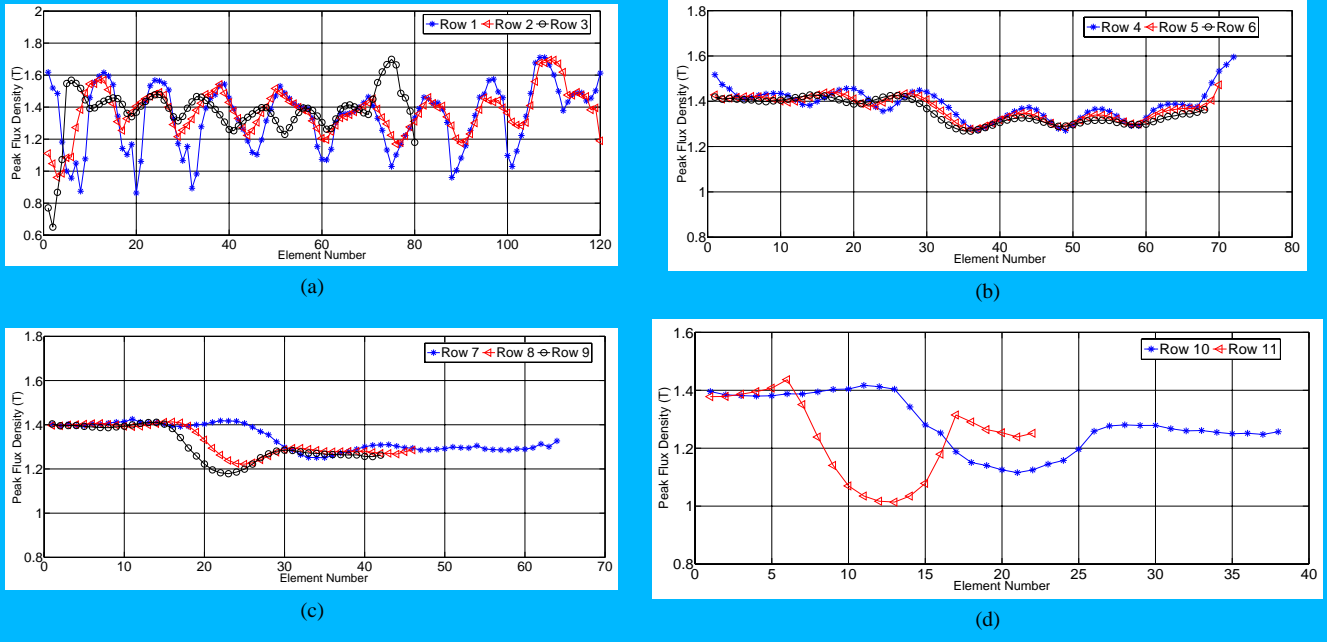 2
1.8
1.6
1.4
1.2
1
0.8
0.6
Peak Flux Density (T)
Row 1 Row 2 Row 3
0 20 40 60 80 100 120
Element Number
(a)
1.8
1.6
1.4
1.2
1
0.8
Peak Flux Density (T)
Row 4 Row 5 Row 6
0 10 20 30 40 50 60 70 80
Element Number
(b)
1.8
1.6
1.4
1.2
1
0.8
Peak Flux Density (T)
Row 7 Row 8 Row 9
0 10 20 30 40 50 60 70
Element Number
(c)
1.6
1.4
1.2
1
0.8
Peak Flux Density (T)
Row 10 Row 11
0 5 10 15 20 25 30 35 40
Element Number
(d)